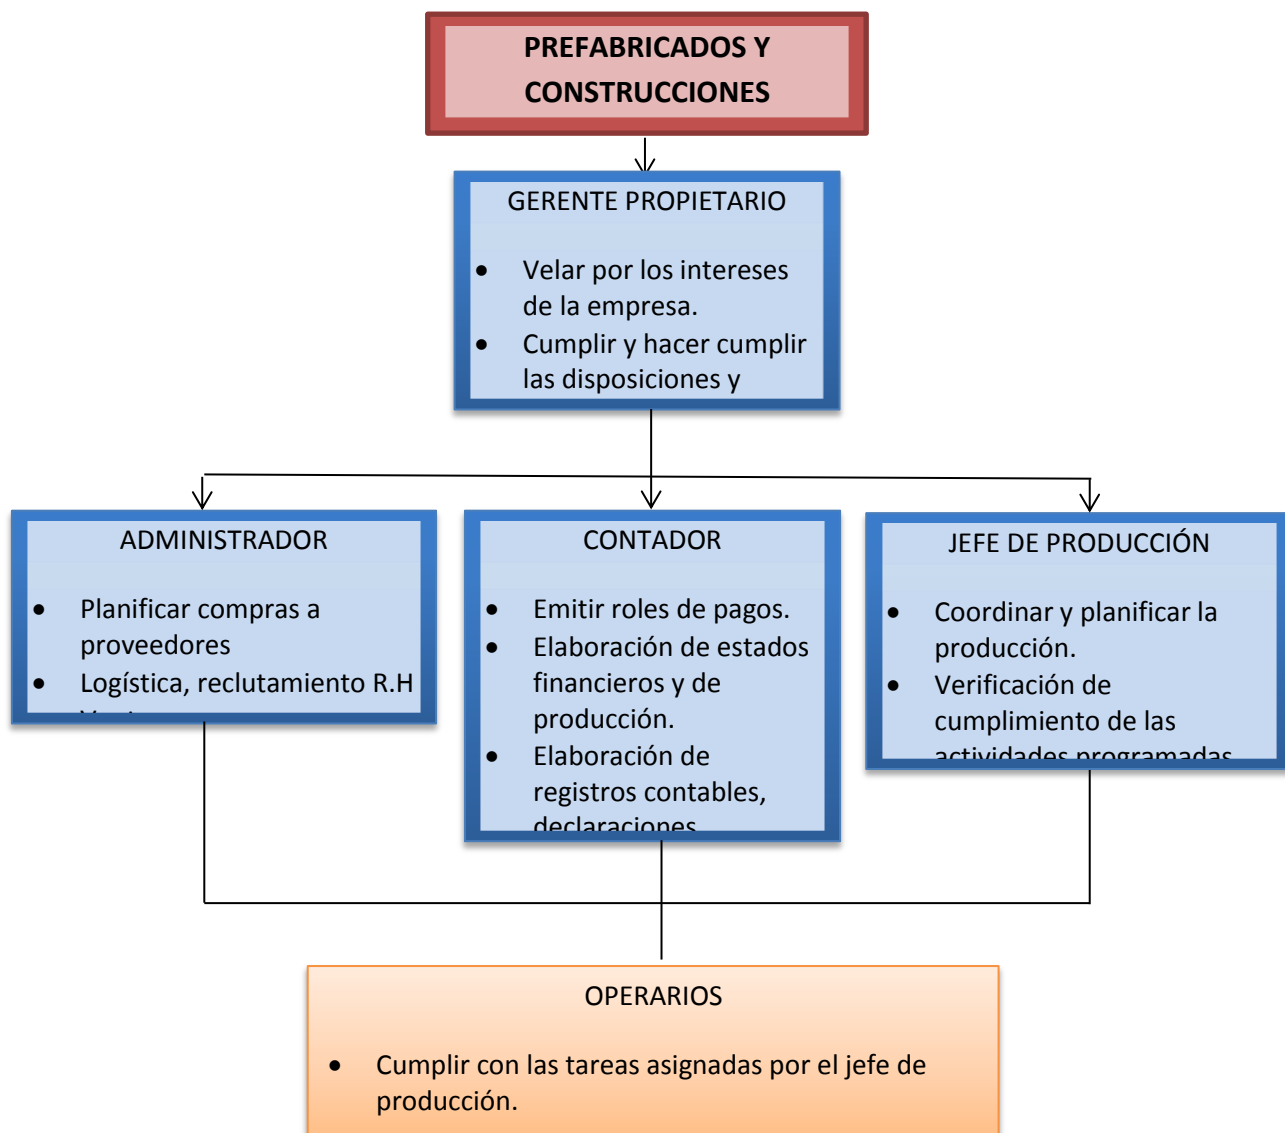 PREFABRICADOS Y
CONSTRUCCIONES
GERENTE PROPIETARIO
• Velar por los intereses
de la empresa.
• Cumplir y hacer cumplir
las disposiciones y
ADMINISTRADOR
• Planificar compras a
proveedores
• Logística, reclutamiento R.H
CONTADOR
• Emitir roles de pagos.
• Elaboración de estados
financieros y de
producción.
• Elaboración de
registros contables,
declaraciones
JEFE DE PRODUCCIÓN
• Coordinar y planificar la
producción.
• Verificación de
cumplimiento de las
actividades programadas
OPERARIOS
• Cumplir con las tareas asignadas por el jefe de
producción.